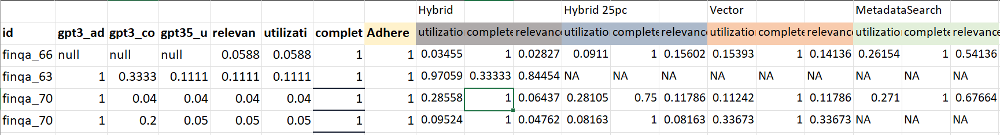 Hybrid Hybrid 25pc Vector MetadataSearch
id gpt3_ad gpt3_co gpt35_u relevan utilizati complet Adhere utilizatio complete relevance utilizatio complete relevance utilizatio complete relevance utilizatio complete relevance
finqa_66 null null null 0.0588 0.0588 1 1 0.03455 1 0.02827 0.0911 1 0.15602 0.15393 1 0.14136 0.26154 1 0.54136
finqa_63 1 0.3333 0.1111 0.1111 0.1111 1 1 0.97059 0.33333 0.84454 NA NA NA NA NA NA NA NA NA
finqa_70 1 0.04 0.04 0.04 0.04 1 1 0.28558 1 0.06437 0.28105 0.75 0.11786 0.11242 1 0.11786 0.271 1 0.67664
finqa_70 1 0.2 0.05 0.05 0.05 1 1 0.09524 1 0.04762 0.08163 1 0.08163 0.33673 1 0.33673 NA NA NA